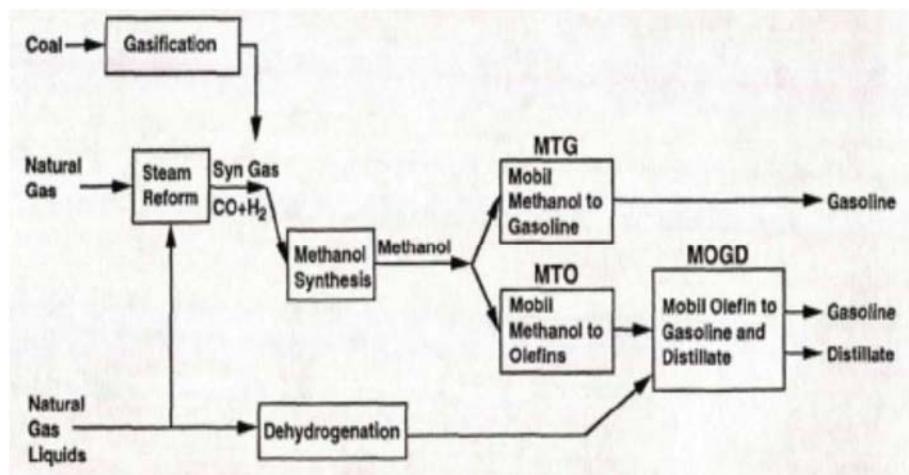 Coal
Gasification
Natural
Gas
Steam
Reform
Syn Gas
CO+H2
Methanol
Synthesis
Methanol
MTG
Mobil
Methanol to
Gasoline
Gasoline
MTO
Mobil
Methanol to
Olefins
MOGD
Mobil Olefin to
Gasoline and
Distillate
Gasoline
Distillate
Natural
Gas
Liquids
Dehydrogenation